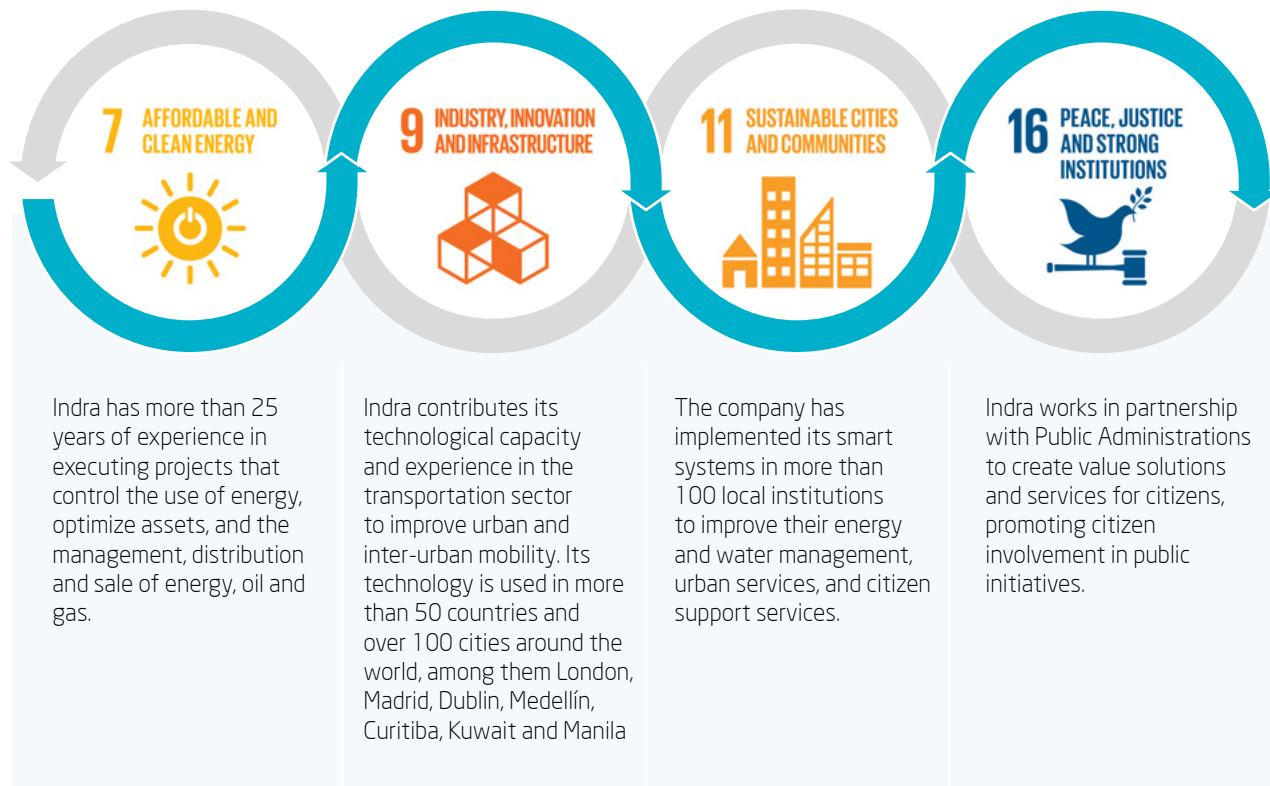 7 AFFORDABLE AND
CLEAN ENERGY
9 INDUSTRY, INNOVATION
AND INFRASTRUCTURE
11 SUSTAINABLE CITIES
AND COMMUNITIES
16 PEACE, JUSTICE
AND STRONG
INSTITUTIONS
Indra has more than 25
years of experience in
executing projects that
control the use of energy,
optimize assets, and the
management, distribution
and sale of energy, oil and
gas.
Indra contributes its
technological capacity
and experience in the
transportation sector
to improve urban and
inter-urban mobility. Its
technology is used in more
than 50 countries and
over 100 cities around the
world, among them London,
Madrid, Dublin, Medellín,
Curitiba, Kuwait and Manila
The company has
implemented its smart
systems in more than
100 local institutions
to improve their energy
and water management,
urban services, and citizen
support services.
Indra works in partnership
with Public Administrations
to create value solutions
and services for citizens,
promoting citizen
involvement in public
initiatives.